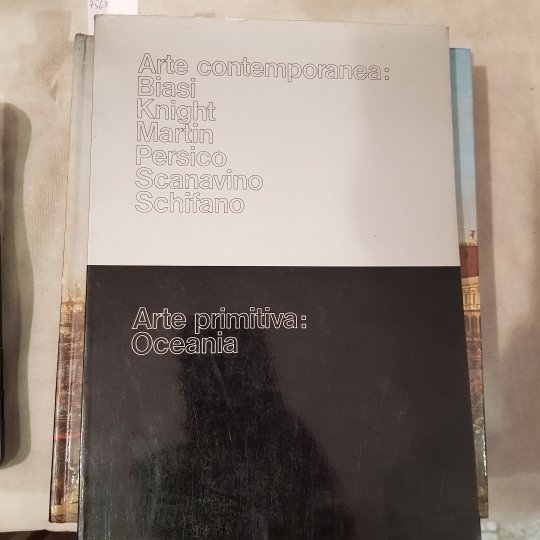 Arte contemporanea:
Biasi
Knight
Martin
Persico
Scanavino
Schifano
Arte primitiva:
Oceania